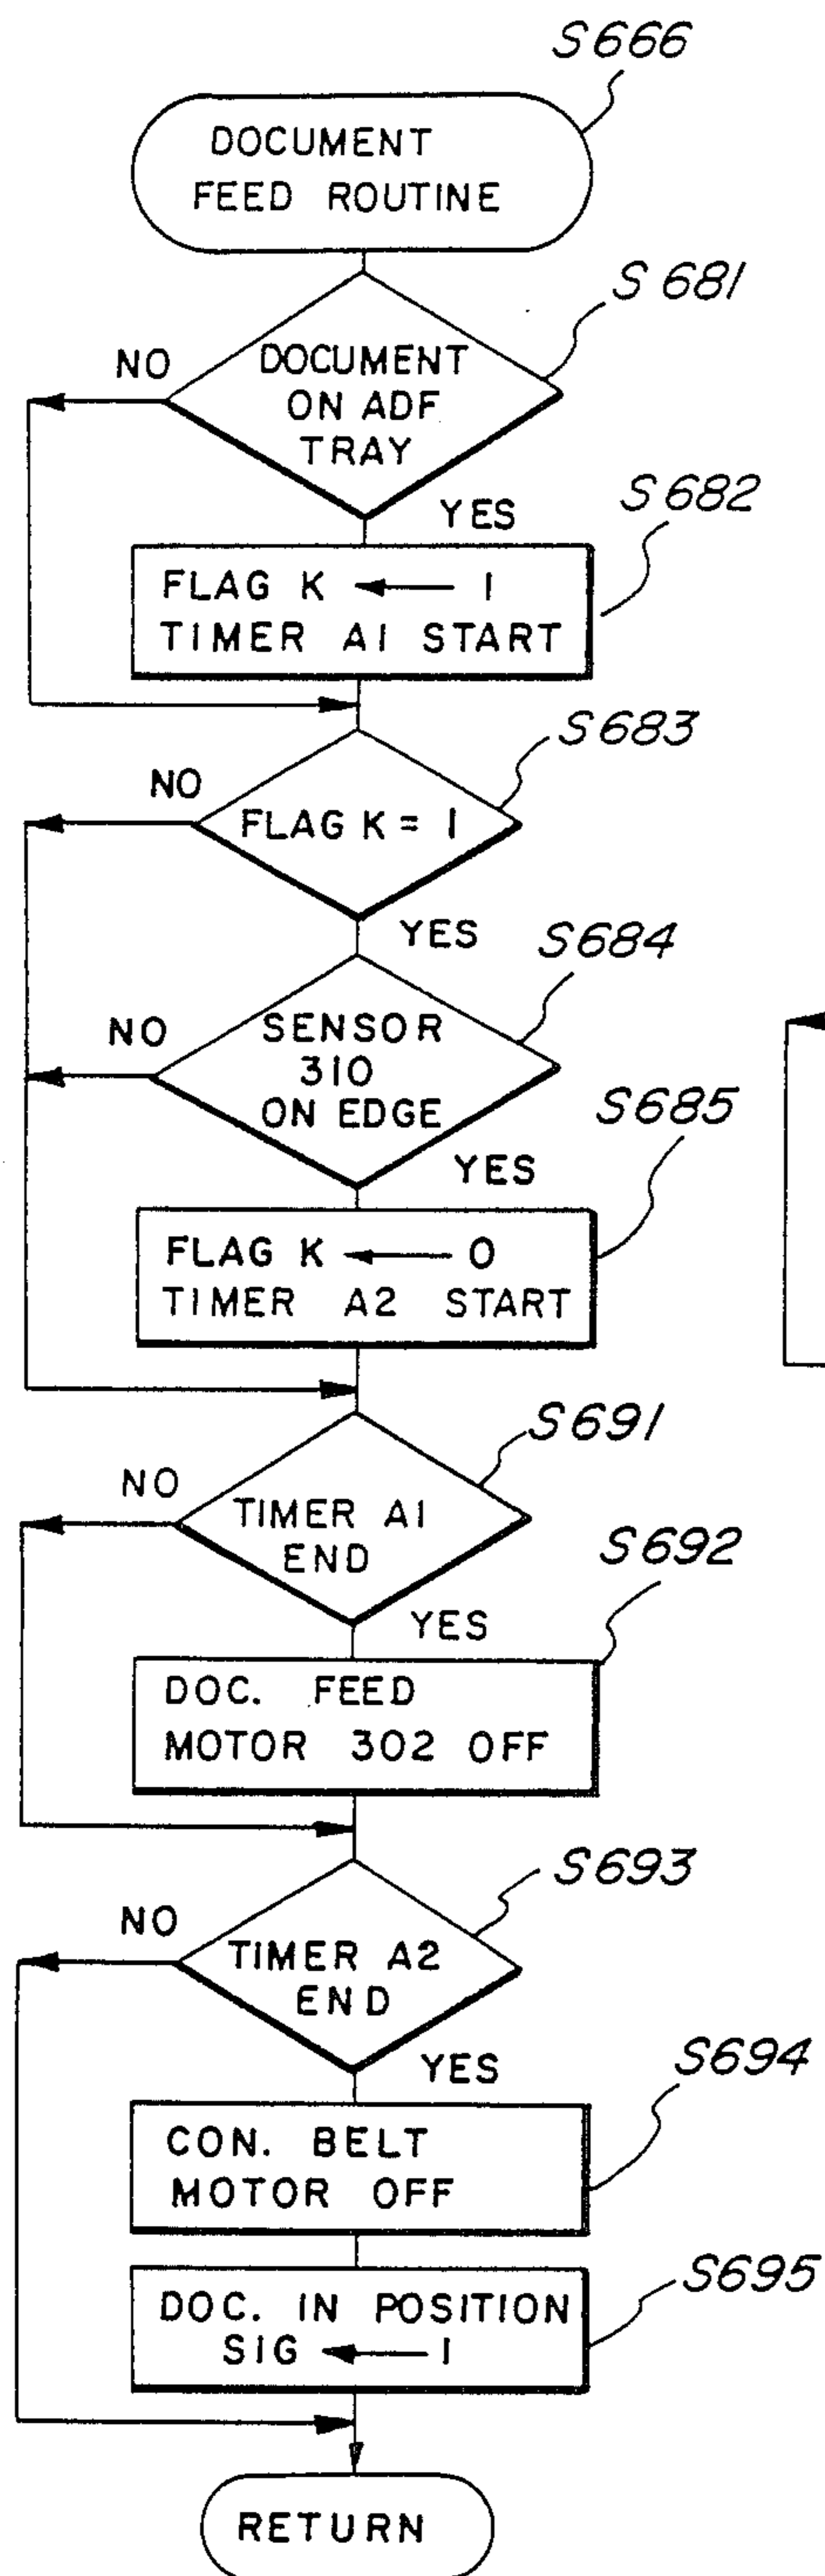 S666
DOCUMENT
FEED ROUTINE
S681
NO
DOCUMENT
ON ADF
TRAY
YES
S682
FLAG K ← 1
TIMER A1 START
S683
NO
FLAG K = 1
YES
S684
NO
SENSOR
310
ON EDGE
YES
S685
FLAG K ← 0
TIMER A2 START
S691
NO
TIMER A1
END
YES
S692
DOC. FEED
MOTOR 302 OFF
S693
NO
TIMER A2
END
YES
S694
CON. BELT
MOTOR OFF
S695
DOC. IN POSITION
SIG ← 1
RETURN